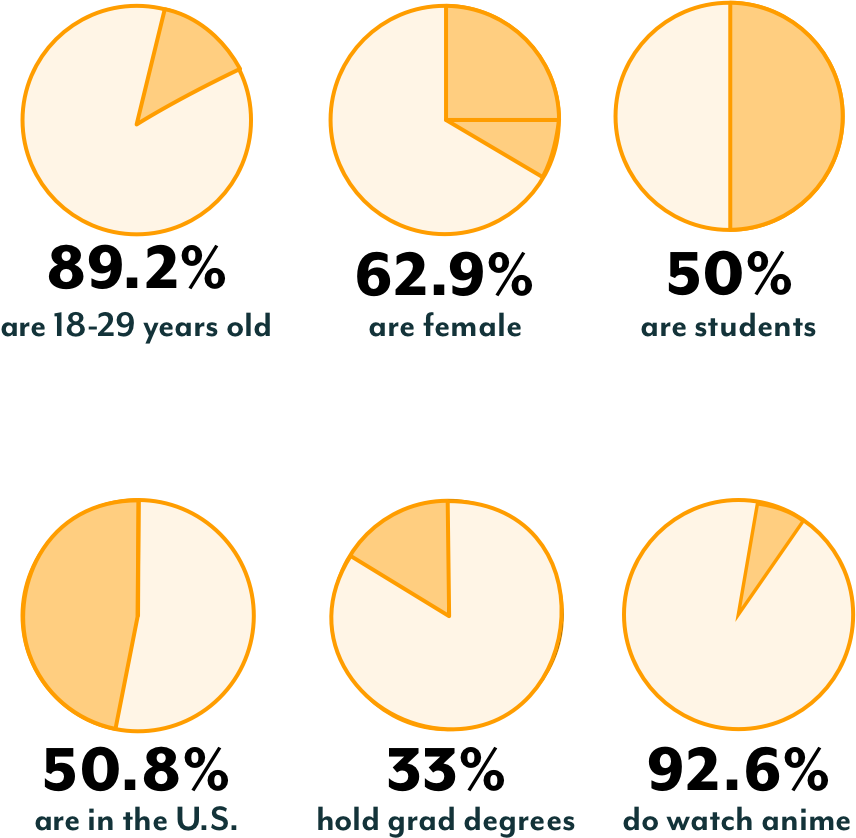 89.2%
are 18-29 years old
62.9%
are female
50%
are students
50.8%
are in the U.S.
33%
hold grad degrees
92.6%
do watch anime